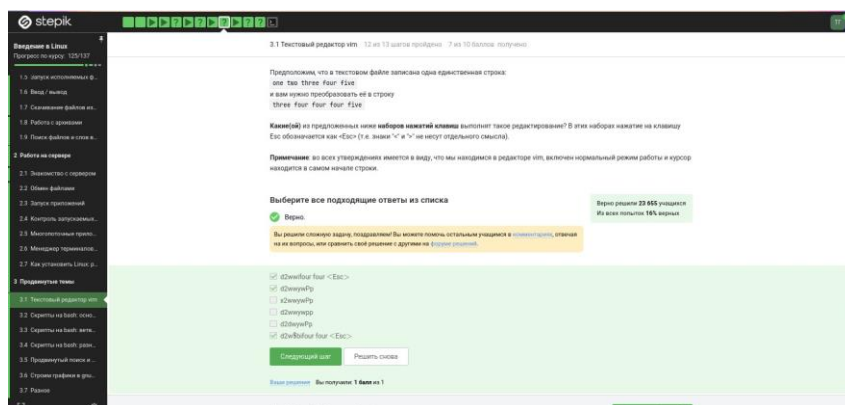 stepik
Введение в Linux
Прогресс по курсу: 125/137
1.5 Запуск исполняемых ф...
1.6 Ввод / вывод
1.7 Скачивание файлов из...
1.8 Работа с архивами
1.9 Поиск файлов и слов в...
2 Работа на сервере
2.1 Знакомство с сервером
2.2 Обмен файлами
2.3 Запуск приложений
2.4 Контроль запускаемых...
2.5 Многопоточные прило...
2.6 Менеджер терминалов...
2.7 Как установить Linux: р...
3 Продвинутые темы
3.1 Текстовый редактор vim
3.2 Скрипты на bash: осно...
3.3 Скрипты на bash: ветв...
3.4 Скрипты на bash: разн...
3.5 Продвинутый поиск и ...
3.6 Строим графики в gnu...
3.7 Разное
3.1 Текстовый редактор vim 12 из 13 шагов пройдено 7 из 10 баллов получено
Предположим, что в текстовом файле записана одна единственная строка:
one two three four five
и вам нужно преобразовать её в строку
three four four four five
Какие(ой) из предложенных ниже наборов нажатий клавиш выполнят такое редактирование? В этих наборах нажатие на клавишу
Esc обозначается как <Esc> (т.е. знаки "<" и ">" не несут отдельного смысла).
Примечание: во всех утверждениях имеется в виду, что мы находимся в редакторе vim, включен нормальный режим работы и курсор
находится в самом начале строки.
Выберите все подходящие ответы из списка
Верно.
Верно решили 23 655 учащихся
Из всех попыток 16% верных
Вы решили сложную задачу, поздравляем! Вы можете помочь остальным учащимся в комментариях, отвечая
на их вопросы, или сравнить своё решение с другими на форуме решений.
d2wwifour four <Esc>
d2wwywPp
x2wwywPp
d2wwywpp
d2dwywPp
four four <Esc>
Следующий шаг Решить снова
Ваши решения Вы получили: 1 балл из 1